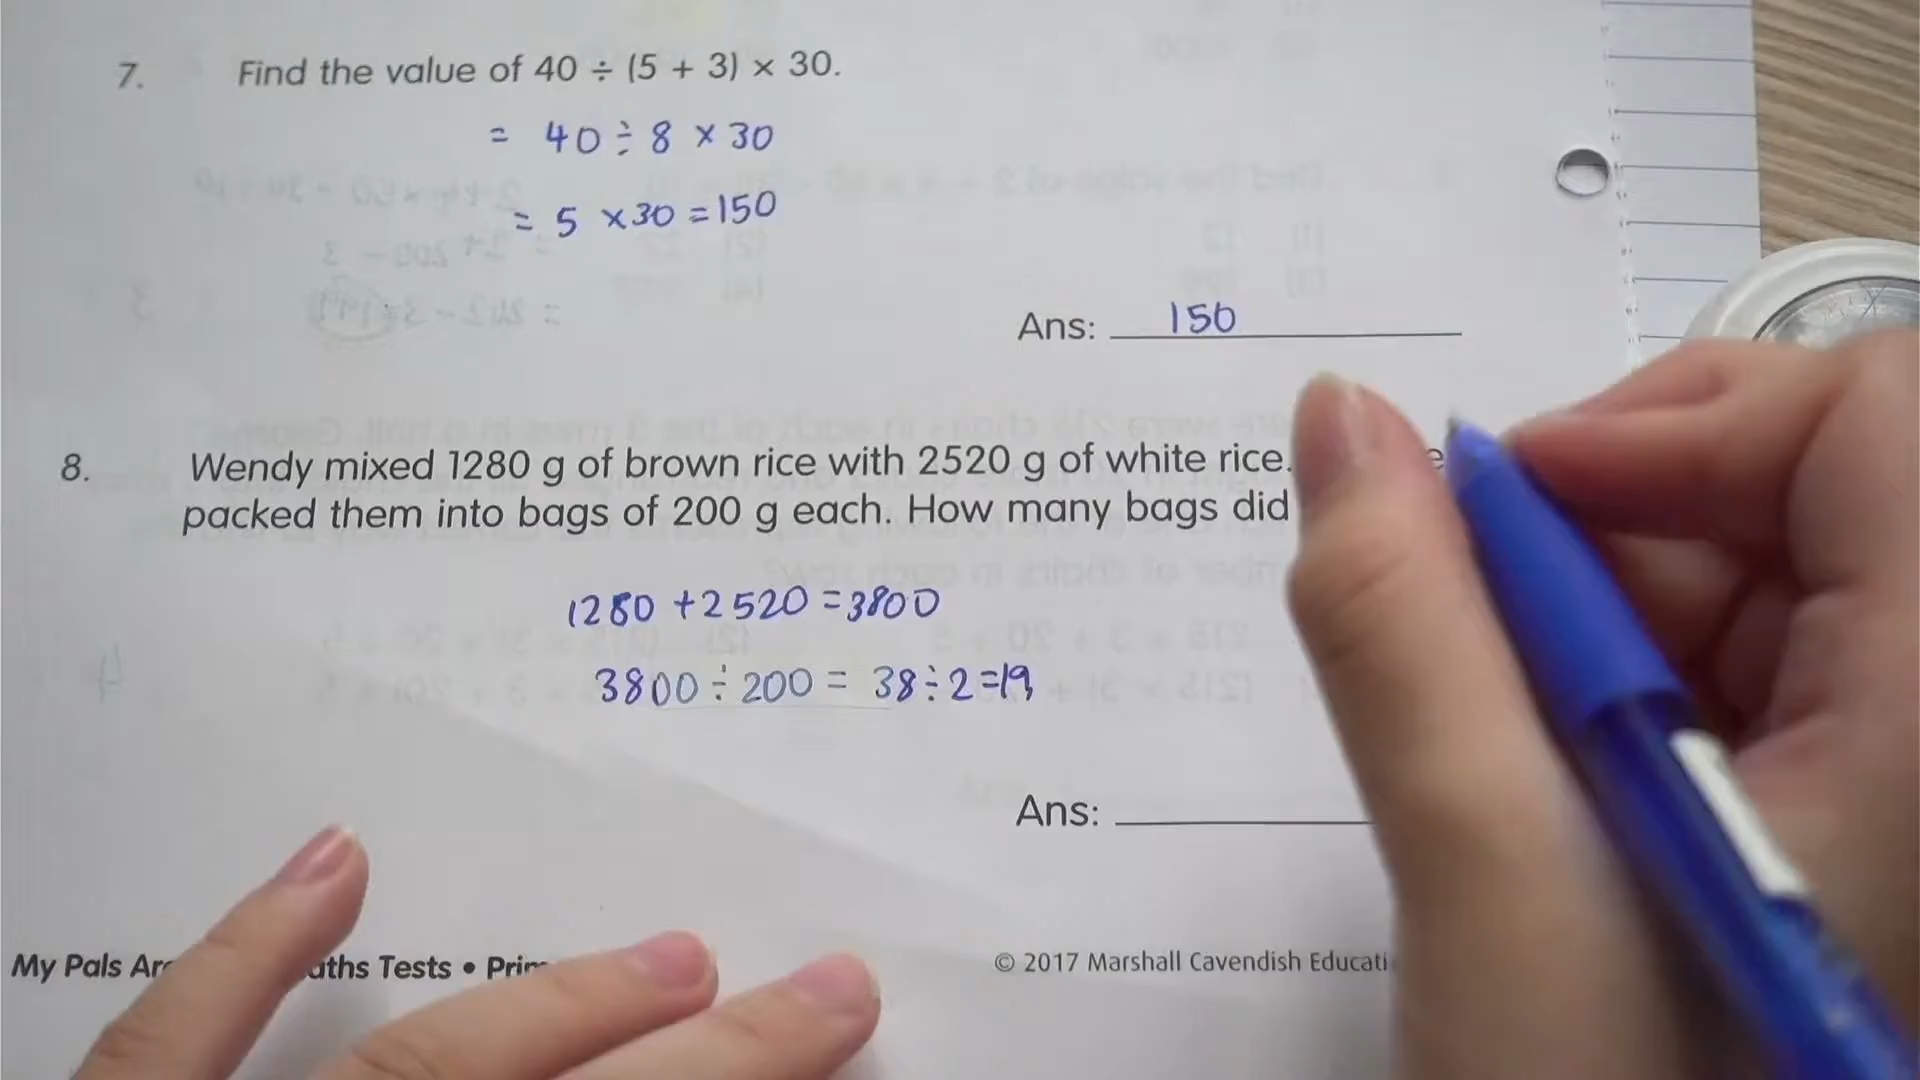 7. Find the value of 40 ÷ (5 + 3) × 30.
= 40 ÷ 8 × 30
= 5 × 30 = 150
Ans: 150
8. Wendy mixed 1280 g of brown rice with 2520 g of white rice.
packed them into bags of 200 g each. How many bags did
1280 + 2520 = 3800
3800 ÷ 200 = 38 ÷ 2 = 19
Ans:
My Pals Ar aths Tests • Prim
© 2017 Marshall Cavendish Educati